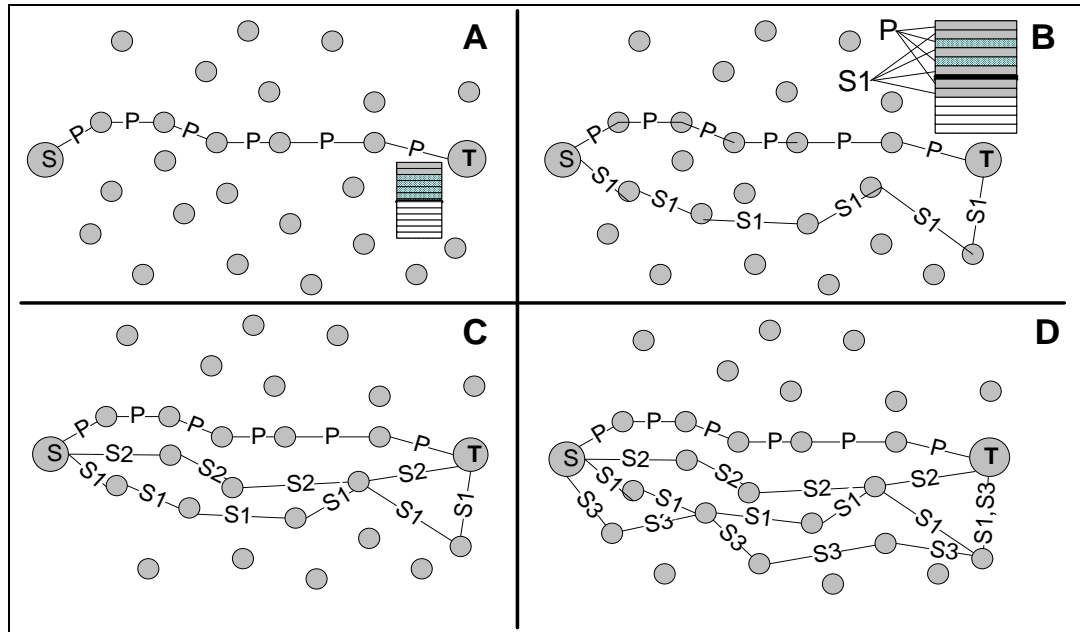 A
S P P P P P P T
B
P
S1
S P P P P P P T
S1 S1 S1 S1 S1 S1
C
S P P P P P P T
S2 S2 S2 S2
S1 S1 S1 S1 S1 S1
D
S P P P P P P T
S2 S2 S2 S2
S1 S1 S1 S1 S1 S1, S3
S3 S3 S3 S3 S3